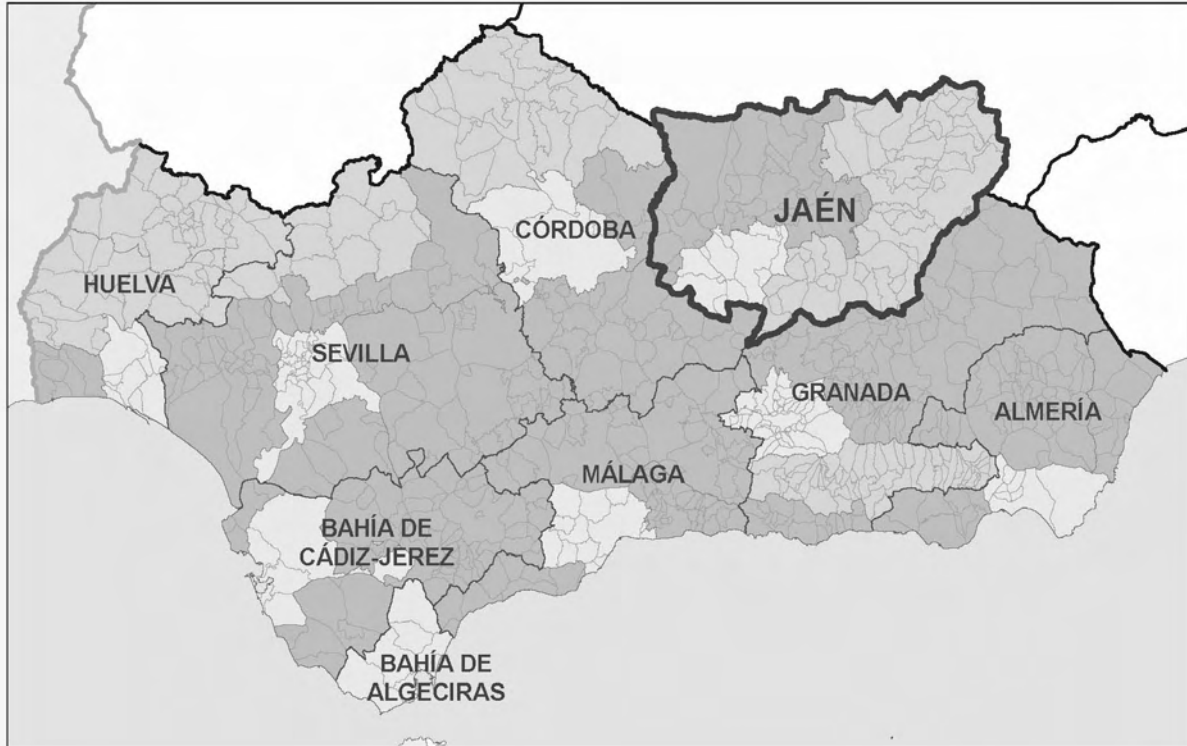 JAÉN
CÓRDOBA
HUELVA
SEVILLA
GRANADA
ALMERÍA
MÁLAGA
BAHÍA DE
CÁDIZ-JEREZ
BAHÍA DE
ALGECIRAS